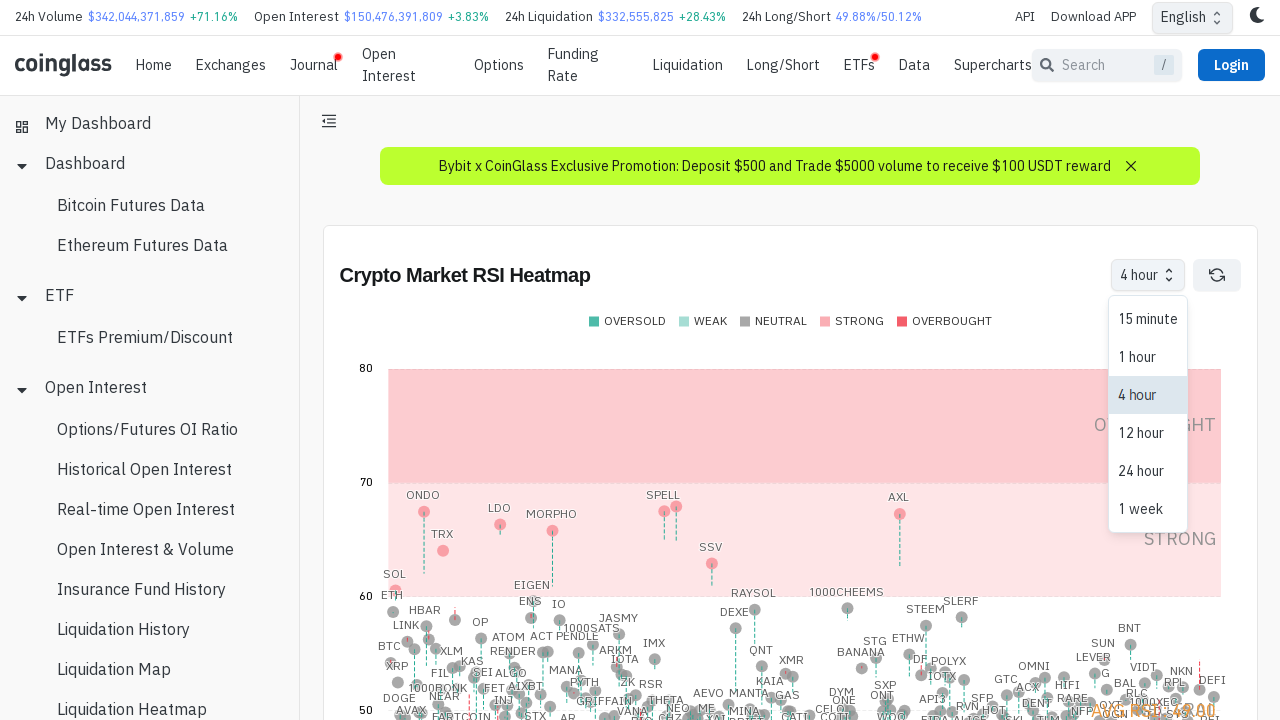 24h Volume $342,044,371,859 +71.16% Open Interest $150,476,391,809 +3.83% 24h Liquidation $332,555,825 +28.43% 24h Long/Short 49.88%/50.12% API Download APP English
coinglass Home Exchanges Journal Open Interest Options Funding Rate Liquidation Long/Short ETFs Data Supercharts Search / Login
My Dashboard
Dashboard
Bitcoin Futures Data
Ethereum Futures Data
ETF
ETFs Premium/Discount
Open Interest
Options/Futures OI Ratio
Historical Open Interest
Real-time Open Interest
Open Interest & Volume
Insurance Fund History
Liquidation History
Liquidation Map
Liquidation Heatmap
Bybit x CoinGlass Exclusive Promotion: Deposit $500 and Trade $5000 volume to receive $100 USDT reward
Crypto Market RSI Heatmap
4 hour
15 minute
1 hour
4 hour
12 hour
24 hour
1 week
OVERSOLD WEAK NEUTRAL STRONG OVERBOUGHT
80
70
STRONG
60
ONDO
SPELL
AXL
LDO
MORPHO
TRX
SSV
SOL
EIGEN
ETH
RAYSOL
1000CHEEMS
ENS
IO
SLERF
HBAR
DEXE
STEEM
OP
JASMY
LINK
1000SATS
BNT
ATOM
ACT
PENDLE
IMX
STG
ETHW
SUN
BTC
XLM
RENDER
ARKM
QNT
BANANA
XRP
KAS
IOTA
XMR
DF
POLYX
LEVER
FIL
SEI
ALGO
MANA
OMNI
VIDT
NKN
1000BONK
FET
AIXBT
PYTH
ZK
RSR
KAIA
SXP
IOTX
GTC
ACX
HIFI
G
BAL
RPL
DEFI
DOGE
NEAR
INJ
GRIFFAIN
THETA
AEVO
MANTA
GAS
DYM
ONT
ONE
API3
SFP
DENT
RARE
RLC
AVAX
STX
AR